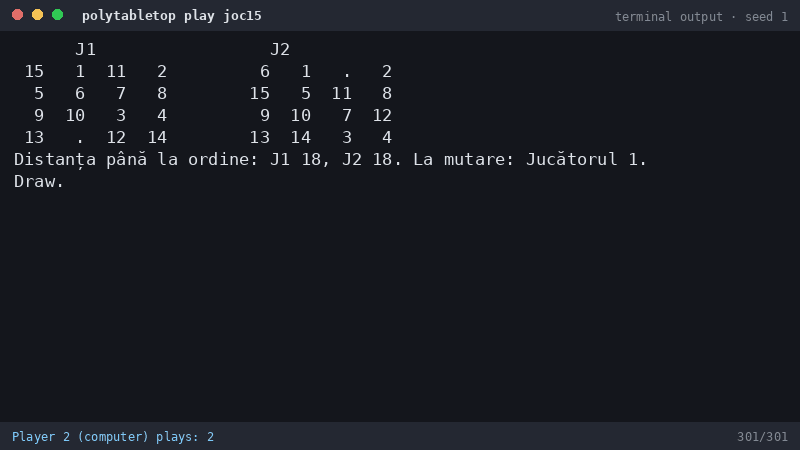 polytabletop play joc15
terminal output · seed 1
J1 J2
15 1 11 2 6 1 . 2
5 6 7 8 15 5 11 8
9 10 3 4 9 10 7 12
13 . 12 14 13 14 3 4
Distanța până la ordine: J1 18, J2 18. La mutare: Jucătorul 1.
Draw.
Player 2 (computer) plays: 2
301/301